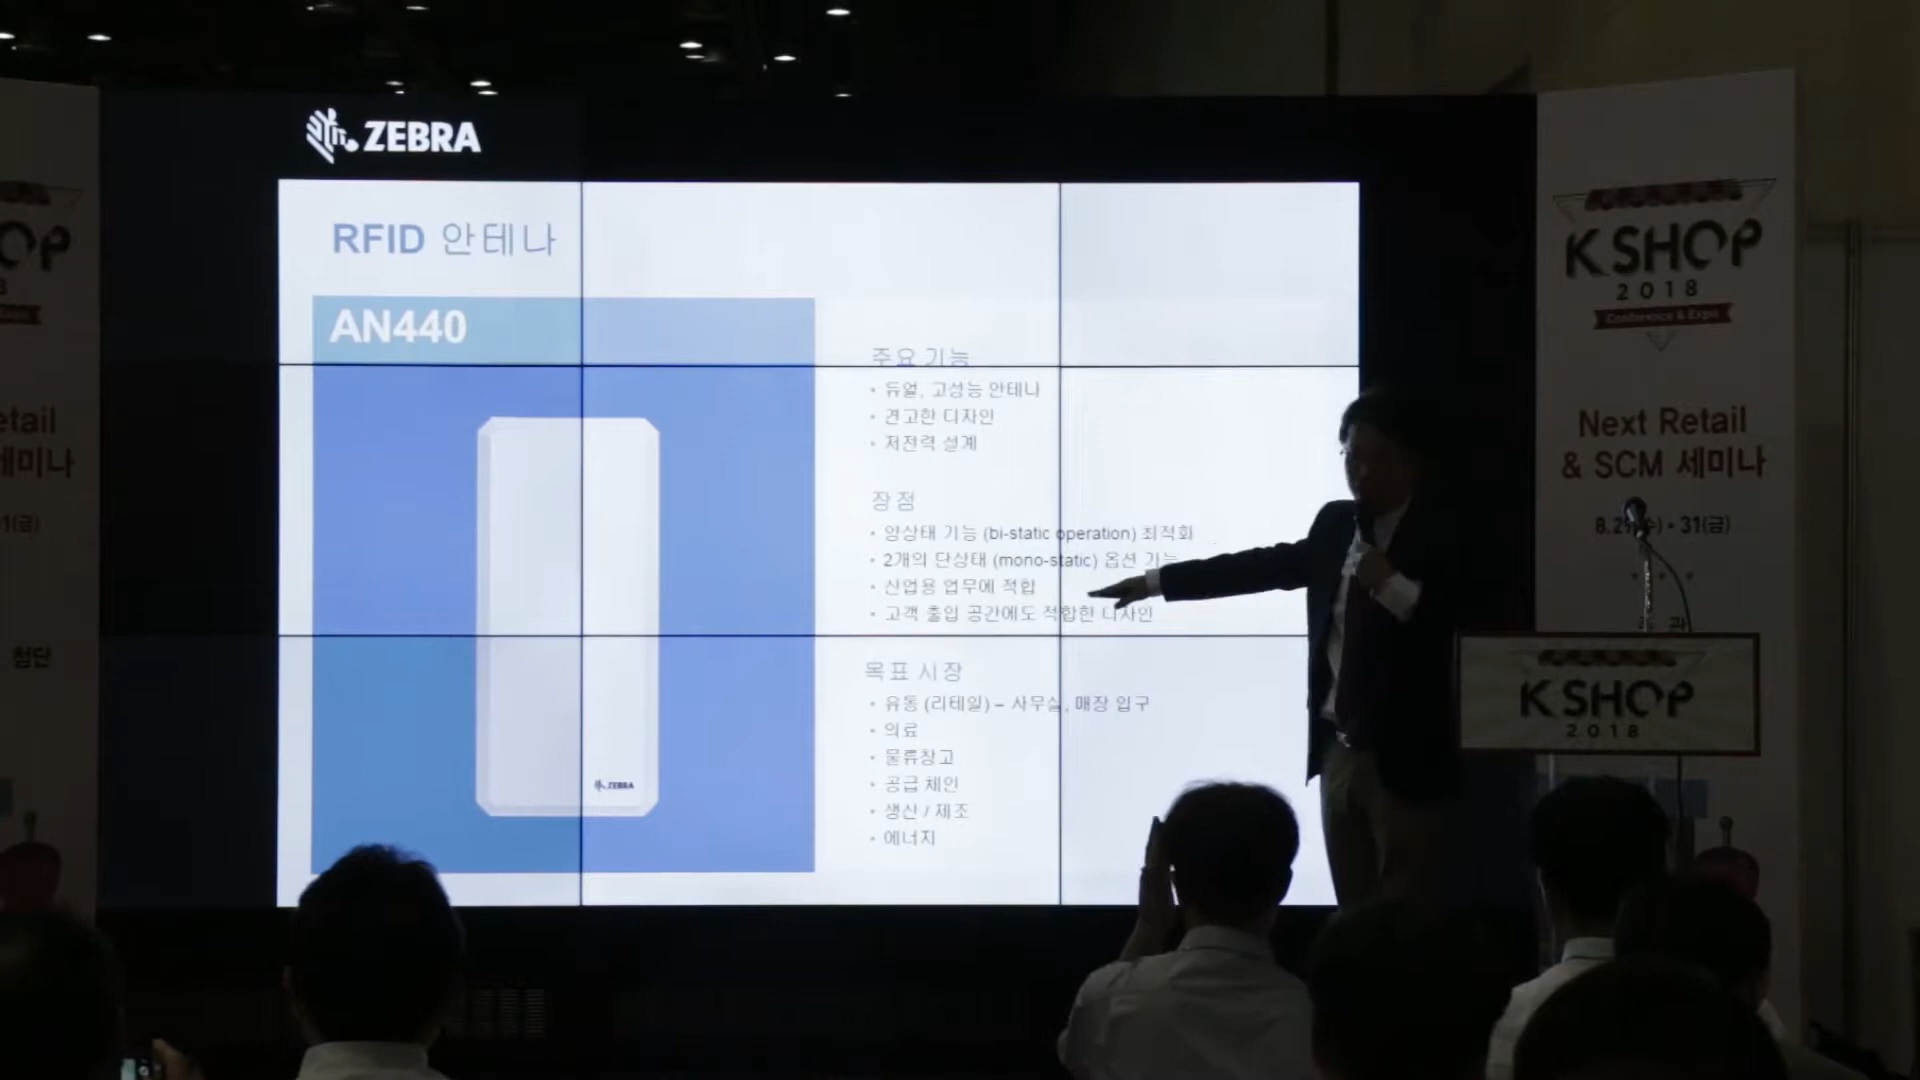 ZEBRA
RFID 안테나
AN440
주요 기능
• 듀얼, 고성능 안테나
• 견고한 디자인
• 저전력 설계
장점
• 양상태 기능 (bi-static operation) 최적화
• 2개의 단상태 (mono-static) 옵션 가능
• 산업용 업무에 적합
• 고객 출입 공간에도 적합한 디자인
목표 시장
• 유통 (리테일) – 사무실, 매장 입구
• 의료
• 물류창고
• 공급 체인
• 생산 / 제조
• 에너지
ZEBRA
K SHOP
2018
Conference & Expo
Next Retail
& SCM 세미나
31(금)
K SHOP
2018
OP
etail
세미나
첨단